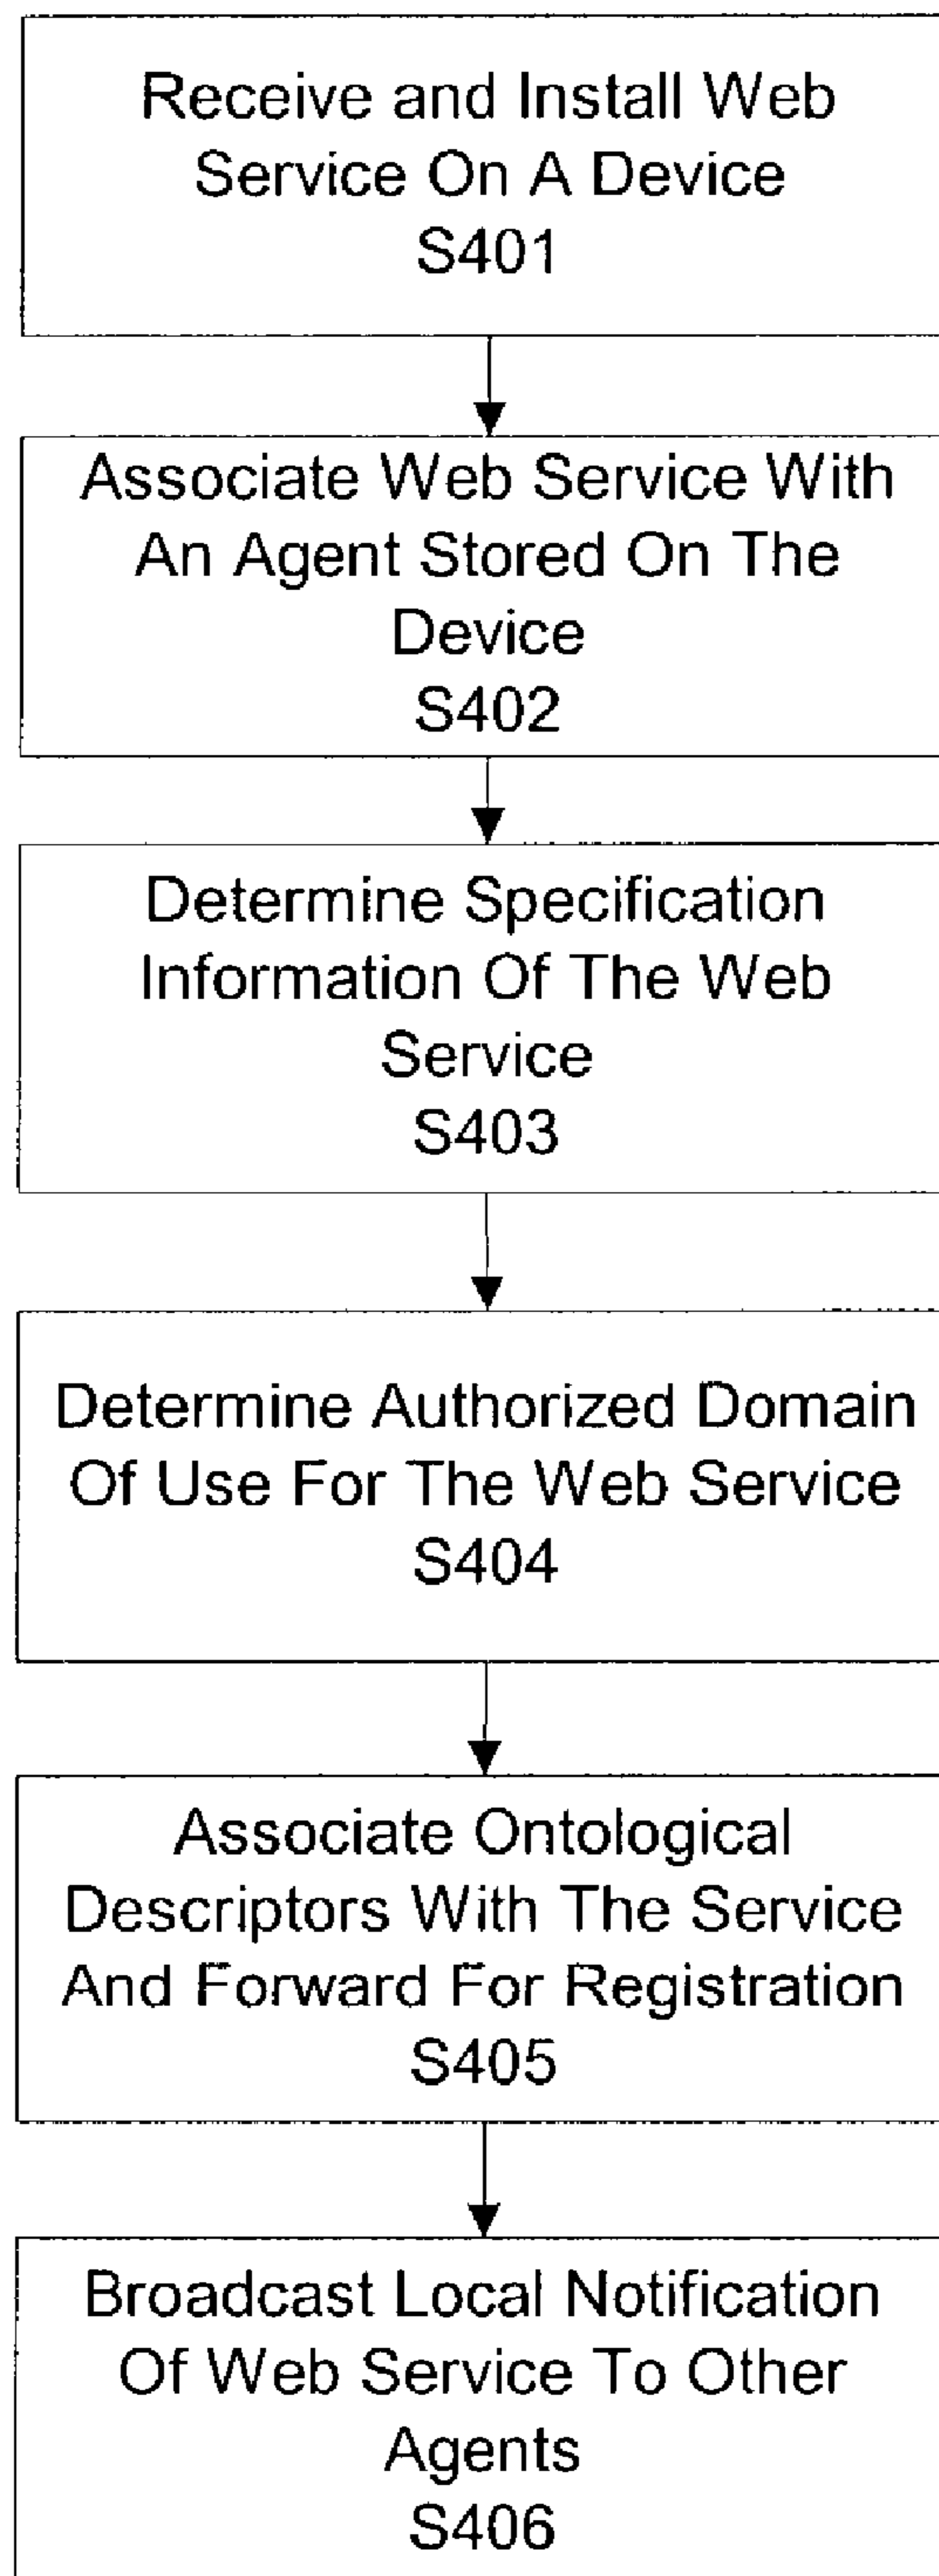 Receive and Install Web
Service On A Device
S401
Associate Web Service With
An Agent Stored On The
Device
S402
Determine Specification
Information Of The Web
Service
S403
Determine Authorized Domain
Of Use For The Web Service
S404
Associate Ontological
Descriptors With The Service
And Forward For Registration
S405
Broadcast Local Notification
Of Web Service To Other
Agents
S406